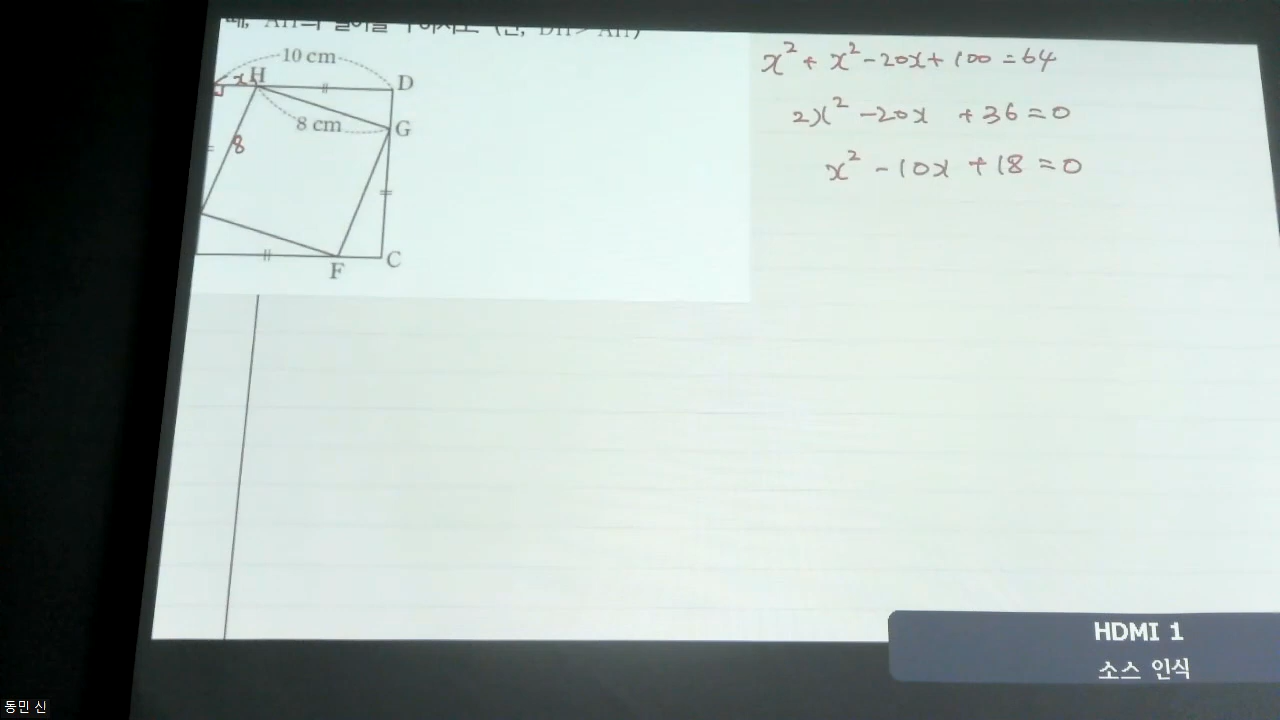 10 cm
x H D
8 cm G
8
F C
x² + x² - 20x + 100 = 64
2x² - 20x + 36 = 0
x² - 10x + 18 = 0
HDMI 1
소스 인식
동민 신